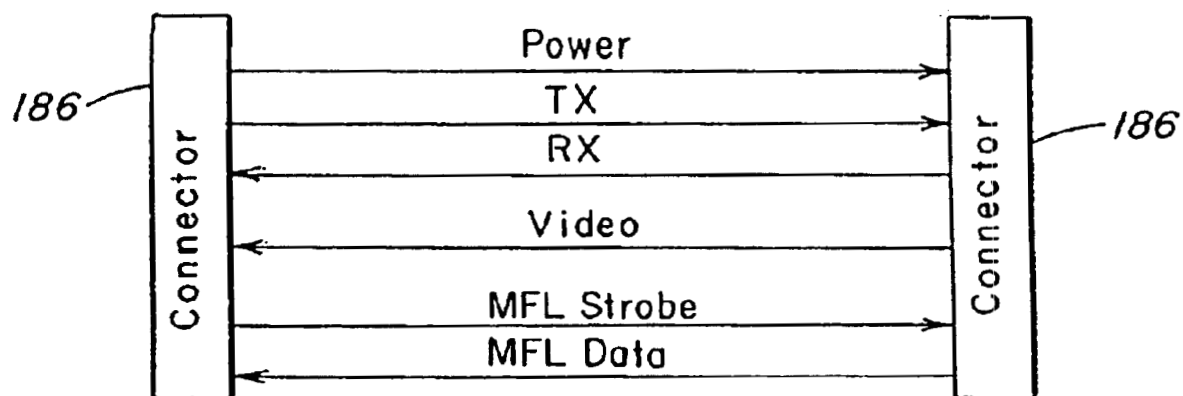 Power
186
TX
186
RX
Connector
Connector
Video
MFL Strobe
MFL Data